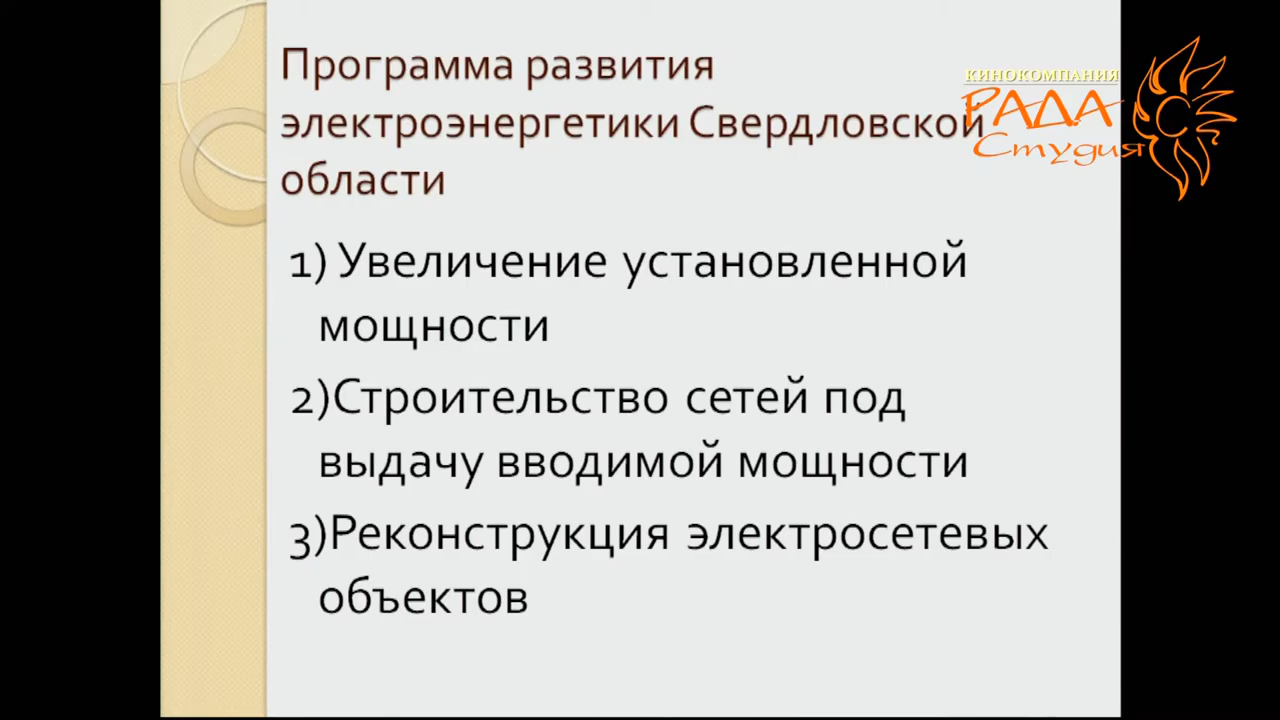 Программа развития
электроэнергетики Свердловской
области
КИНОКОМПАНИЯ
РАДА
Студия
1) Увеличение установленной
мощности
2)Строительство сетей под
выдачу вводимой мощности
3)Реконструкция электросетевых
объектов